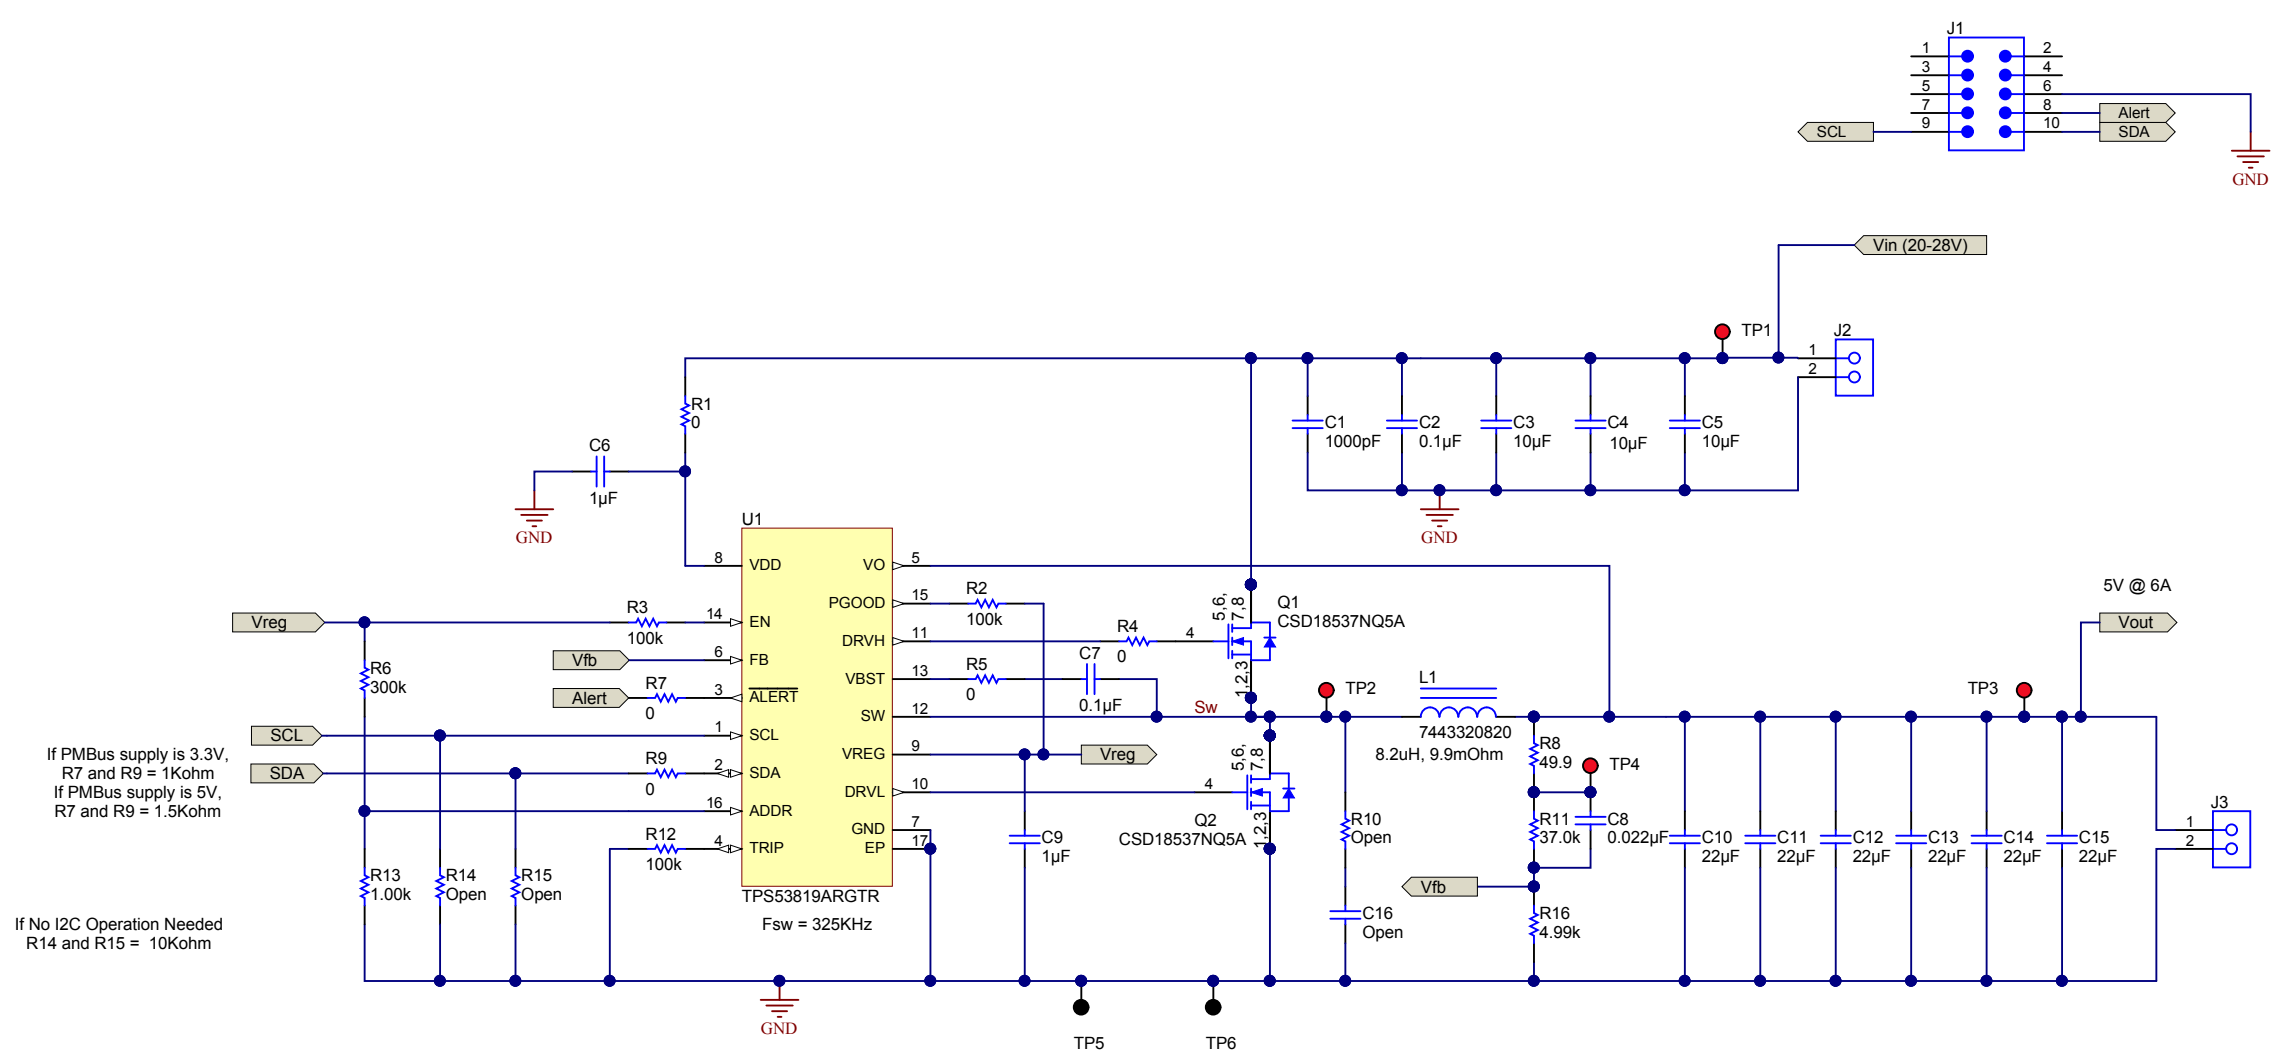 J1
1
2
3
4
5
6
7
8
Alert
SCL
9
10
SDA
GND
Vin (20-28V)
TP1
J2
1
2
R1
0
C1
1000pF
C2
0.1µF
C3
10µF
C4
10µF
C5
10µF
C6
1µF
GND
GND
U1
8
VDD
VO
5
PGOOD
15
R2
100k
5,6,
7,8
Q1
CSD18537NQ5A
5V @ 6A
Vout
Vreg
R3
100k
14
EN
DRVH
11
R4
0
4
1,2,3
R6
300k
Vfb
6
FB
VBST
13
R5
0
C7
0.1µF
Alert
R7
0
3
ALERT
SW
12
Sw
TP2
L1
7443320820
8.2uH, 9.9mOhm
TP3
SCL
1
SCL
VREG
9
Vreg
5,6,
7,8
R8
49.9
TP4
If PMBus supply is 3.3V,
R7 and R9 = 1Kohm
If PMBus supply is 5V,
R7 and R9 = 1.5Kohm
SDA
R9
0
2
SDA
DRVL
10
4
Q2
CSD18537NQ5A
1,2,3
16
ADDR
GND
7
EP
17
R12
100k
4
TRIP
C9
1µF
R10
Open
R11
37.0k
C8
0.022µF
C10
22µF
C11
22µF
C12
22µF
C13
22µF
C14
22µF
C15
22µF
J3
1
2
R13
1.00k
R14
Open
R15
Open
TPS53819ARGTR
Fsw = 325KHz
Vfb
C16
Open
R16
4.99k
If No I2C Operation Needed
R14 and R15 =  10Kohm
GND
TP5
TP6